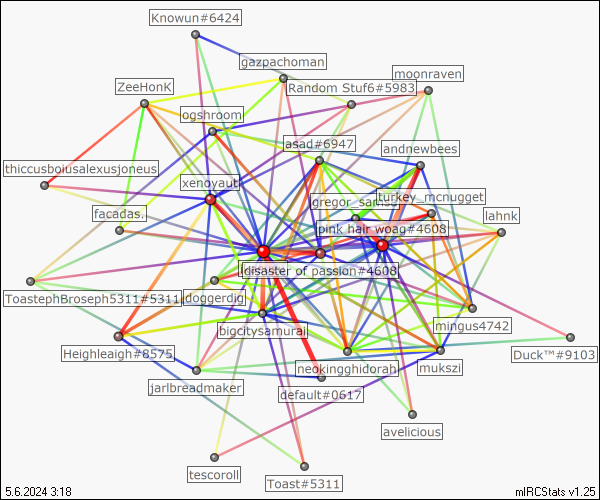 Knowun#6424
gazpachoman
moonraven
ZeeHonK
Random Stuf6#5983
ogshroom
asad#6947
andnewbees
thiccusboiusalexusjoneus
xenoyauti
turkey_mcnugget
facadas.
lahnk
pink hair woag#4608
disaster of passion#4608
ToastephBroseph5311#5311
doggerdig
bigcitysamurai
mingus4742
Heighleaigh#8575
Duck™#9103
neokingghidorah
mukszi
jarlbreadmaker
default#0617
avelicious
tescoroll
Toast#5311
5.6.2024 3:18
mIRCStats v1.25